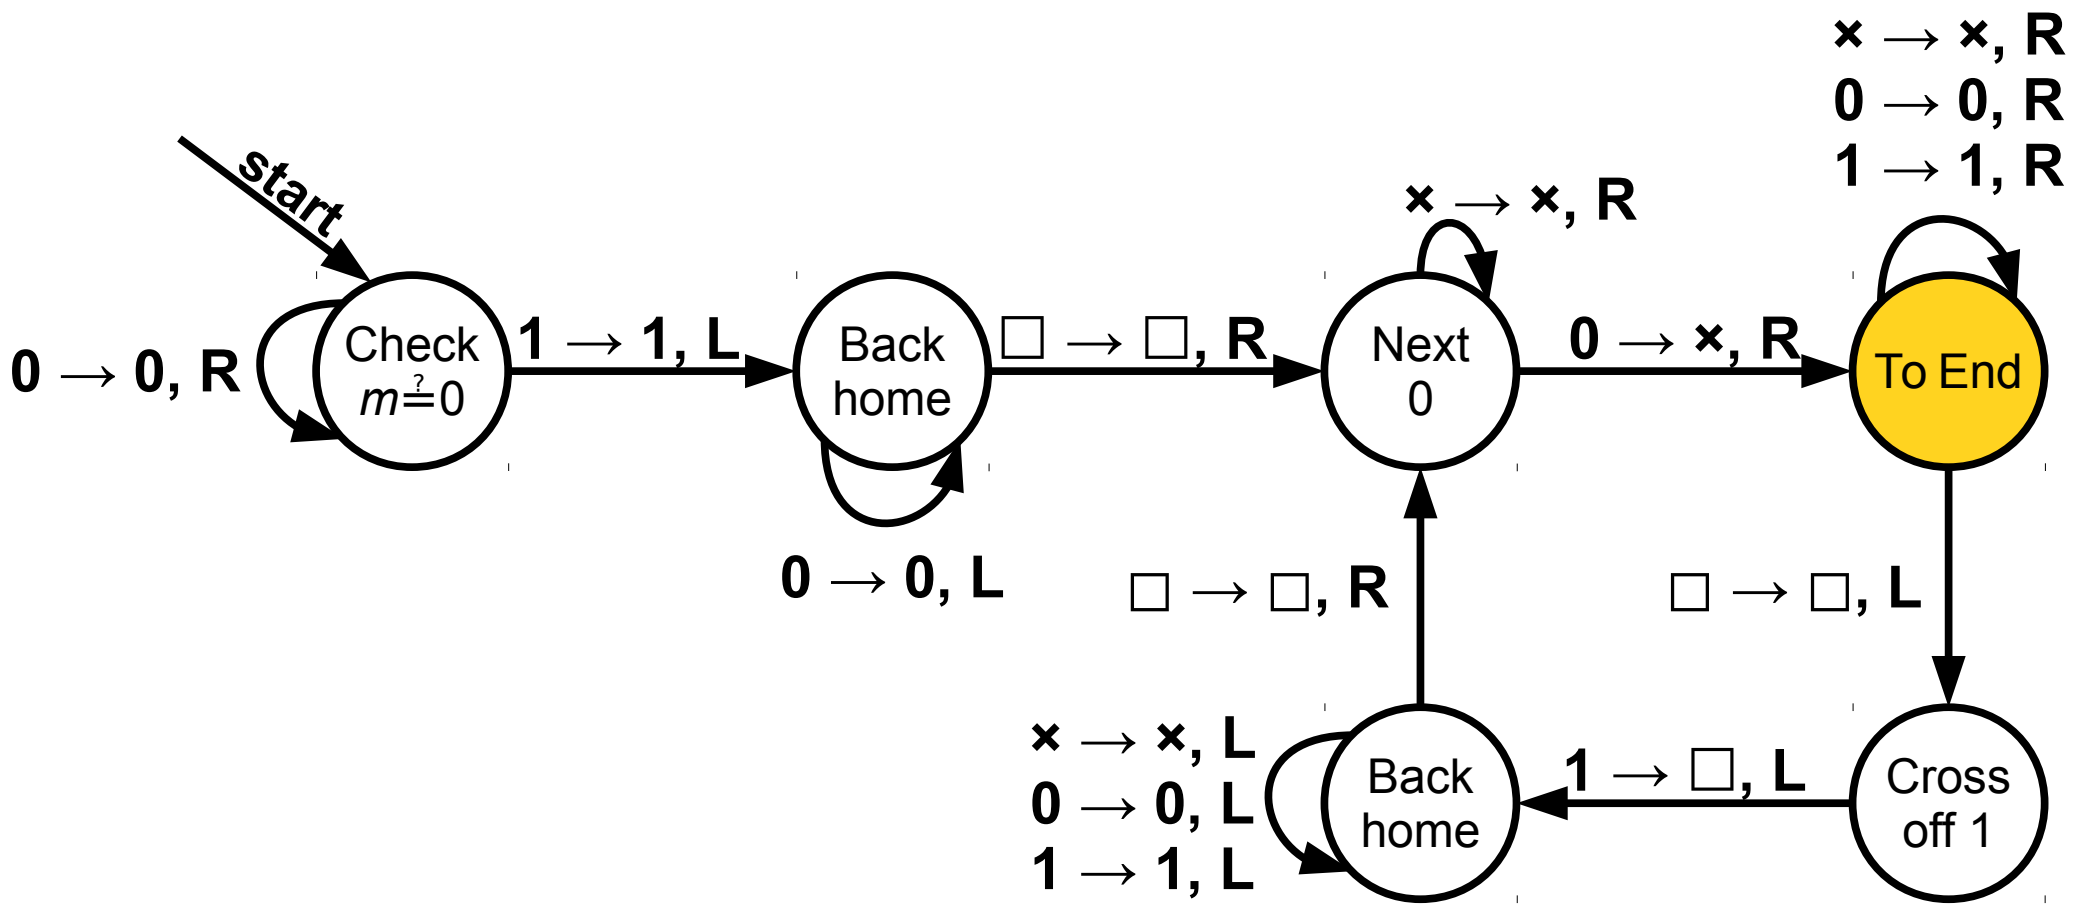 × → ×, R
0 → 0, R
1 → 1, R
start
× → ×, R
Check
m≟0
0 → 0, R
1 → 1, L
Back
home
□ → □, R
Next
0
0 → ×, R
To End
0 → 0, L
□ → □, R
□ → □, L
× → ×, L
0 → 0, L
1 → 1, L
Back
home
1 → □, L
Cross
off 1